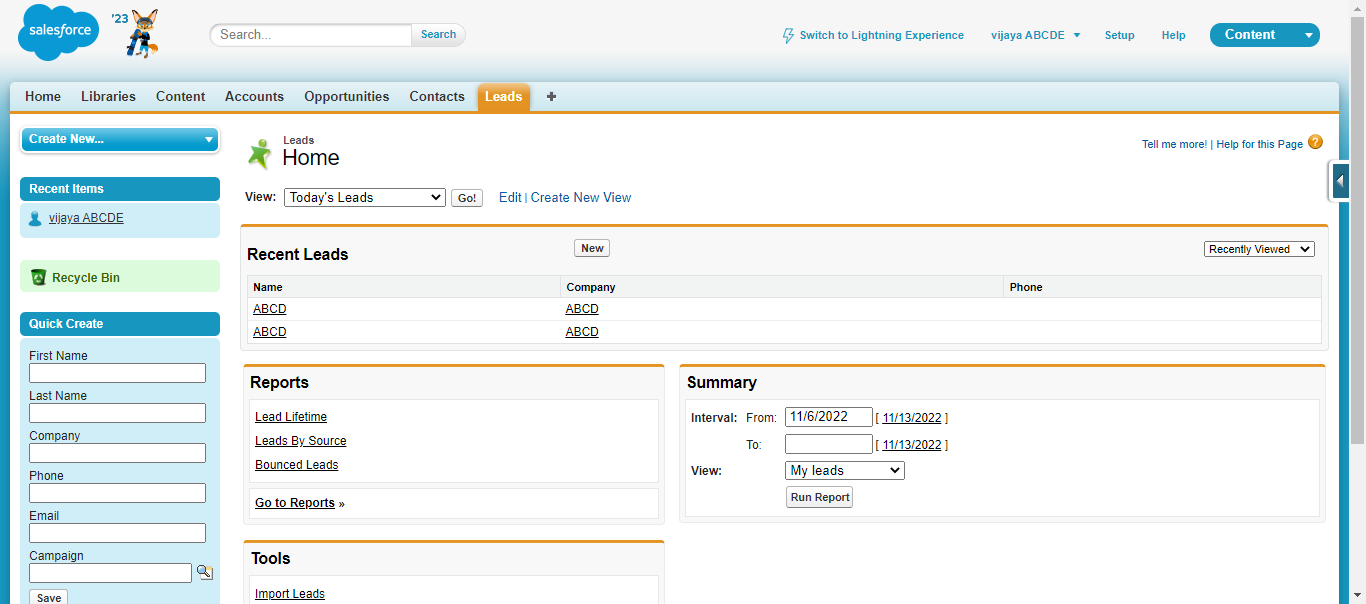 salesforce '23
Search... Search
Switch to Lightning Experience vijaya ABCDE Setup Help Content
Home Libraries Content Accounts Opportunities Contacts Leads +
Create New...
Recent Items
vijaya ABCDE
Recycle Bin
Quick Create
First Name
Last Name
Company
Phone
Email
Campaign
Save
Leads
Home
Tell me more! | Help for this Page ?
View: Today's Leads Go! Edit | Create New View
Recent Leads New Recently Viewed
Name Company Phone
ABCD ABCD
ABCD ABCD
Reports
Lead Lifetime
Leads By Source
Bounced Leads
Go to Reports »
Summary
Interval: From: 11/6/2022 [ 11/13/2022 ]
To: [ 11/13/2022 ]
View: My leads
Run Report
Tools
Import Leads